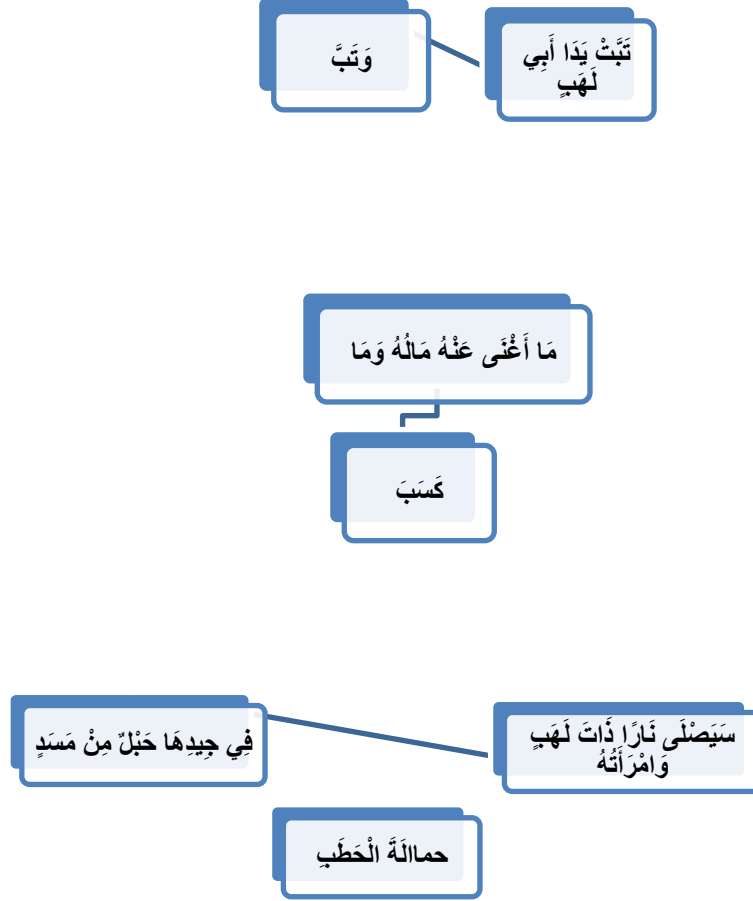 تَبَّتْ يَدَا أَبِي
لَهَبٍ
وَتَبَّ
مَا أَغْنَى عَنْهُ مَالُهُ وَمَا
كَسَبَ
سَيَصْلَى نَارًا ذَاتَ لَهَبٍ
وَامْرَأَتُهُ
فِي جِيدِهَا حَبْلٌ مِنْ مَسَدٍ
حماالَةَ الْحَطَبِ